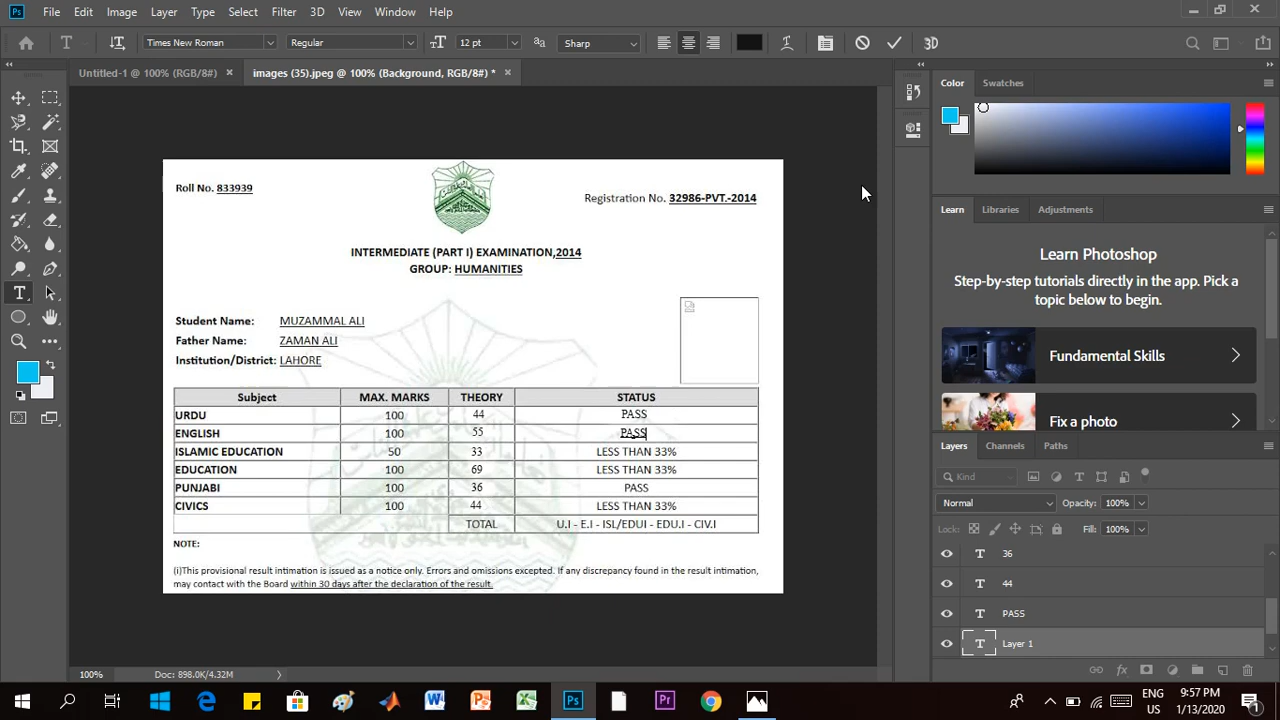 Ps File Edit Image Layer Type Select Filter 3D View Window Help
T Times New Roman Regular 12 pt Sharp 3D
Untitled-1 @ 100% (RGB/8#) images (35).jpeg @ 100% (Background, RGB/8#) *
Roll No. 833939
Registration No. 32986-PVT.-2014
INTERMEDIATE (PART I) EXAMINATION,2014
GROUP: HUMANITIES
Student Name: MUZAMMAL ALI
Father Name: ZAMAN ALI
Institution/District: LAHORE
Subject MAX. MARKS THEORY STATUS
URDU 100 44 PASS
ENGLISH 100 55 PASS
ISLAMIC EDUCATION 50 33 LESS THAN 33%
EDUCATION 100 69 LESS THAN 33%
PUNJABI 100 36 PASS
CIVICS 100 44 LESS THAN 33%
TOTAL U.I - E.I - ISL/EDUI - EDU.I - CIV.I
NOTE:
(i)This provisional result intimation is issued as a notice only. Errors and omissions excepted. If any discrepancy found in the result intimation,
may contact with the Board within 30 days after the declaration of the result.
100% Doc: 898.0K/4.32M
Color Swatches
Learn Libraries Adjustments
Learn Photoshop
Step-by-step tutorials directly in the app. Pick a
topic below to begin.
Fundamental Skills
Fix a photo
Layers Channels Paths
Kind
Normal Opacity: 100%
Lock: Fill: 100%
T 36
T 44
T PASS
T Layer 1
fx
Ps Pr
ENG
US
9:57 PM
1/13/2020
1